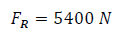 F_R = 5400 N